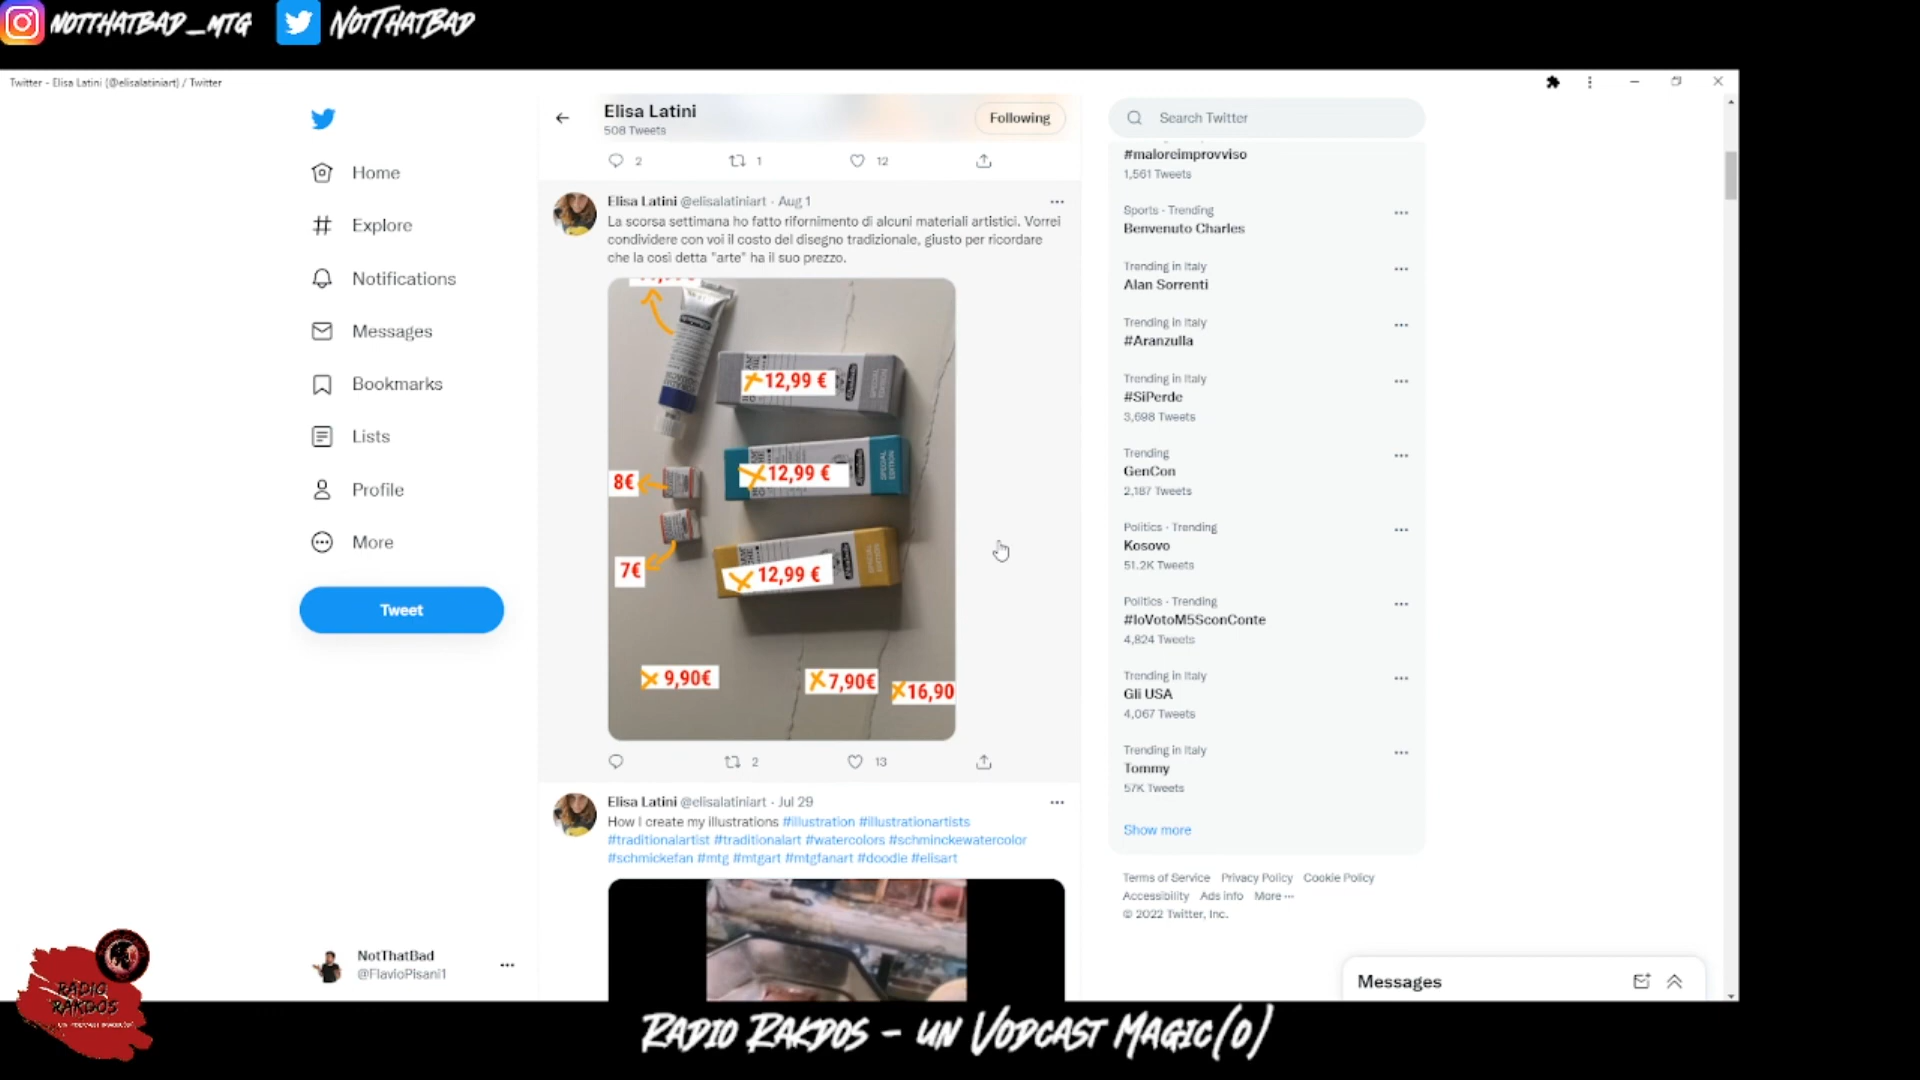 NOTTHATBAD_MTG
NOTTHATBAD
Twitter - Elisa Latini (@elisalatiniart) / Twitter
Elisa Latini
508 Tweets
Following
Search Twitter
2 1 12
Home
Explore
Notifications
Messages
Bookmarks
Lists
Profile
More
Tweet
NotThatBad
@FlavioPisani1
Elisa Latini @elisalatiniart · Aug 1
La scorsa settimana ho fatto rifornimento di alcuni materiali artistici. Vorrei
condividere con voi il costo del disegno tradizionale, giusto per ricordare
che la così detta "arte" ha il suo prezzo.
12,99 €
SPECIAL EDITION
12,99 €
SPECIAL EDITION
8€
7€
12,99 €
SPECIAL EDITION
9,90€
7,90€
16,90
2 13
Elisa Latini @elisalatiniart · Jul 29
How I create my illustrations #illustration #illustrationartists
#traditionalartist #traditionalart #watercolors #schminckewatercolor
#schmickefan #mtg #mtgart #mtgfanart #doodle #elisart
#maloreimprovviso
1,561 Tweets
Sports · Trending
Benvenuto Charles
Trending in Italy
Alan Sorrenti
Trending in Italy
#Aranzulla
Trending in Italy
#SiPerde
3,698 Tweets
Trending
GenCon
2,187 Tweets
Politics · Trending
Kosovo
51.2K Tweets
Politics · Trending
#IoVotoM5SconConte
4,824 Tweets
Trending in Italy
Gli USA
4,067 Tweets
Trending in Italy
Tommy
57K Tweets
Show more
Terms of Service Privacy Policy Cookie Policy
Accessibility Ads info More ···
© 2022 Twitter, Inc.
Messages
RADIO
RAKDOS
UN VODCAST MAGIC(O)
RADIO RAKDOS – UN VODCAST MAGIC(O)